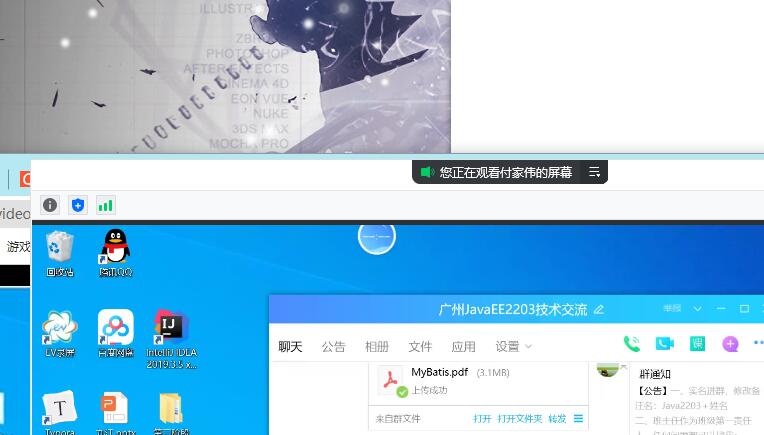 ILLUSTR
ZBR
PHOTOSHOP
AFTER EFFECTS
CINEMA 4D
EON VUE
NUKE
3DS MAX
MOCHA PRO
您正在观看付家伟的屏幕
video
游戏
回收站
腾讯QQ
广州JavaEE2203技术交流
举报
聊天
公告
相册
文件
应用
设置
课
EV录屏
百度网盘
IntelliJ IDEA
2019.3.5 x...
MyBatis.pdf (3.1MB)
上传成功
群通知
【公告】一、实名进群，修改备
注名：Java2203＋姓名
二、班主任作为班级第一责任
来自群文件
打开 打开文件夹 转发
Typora